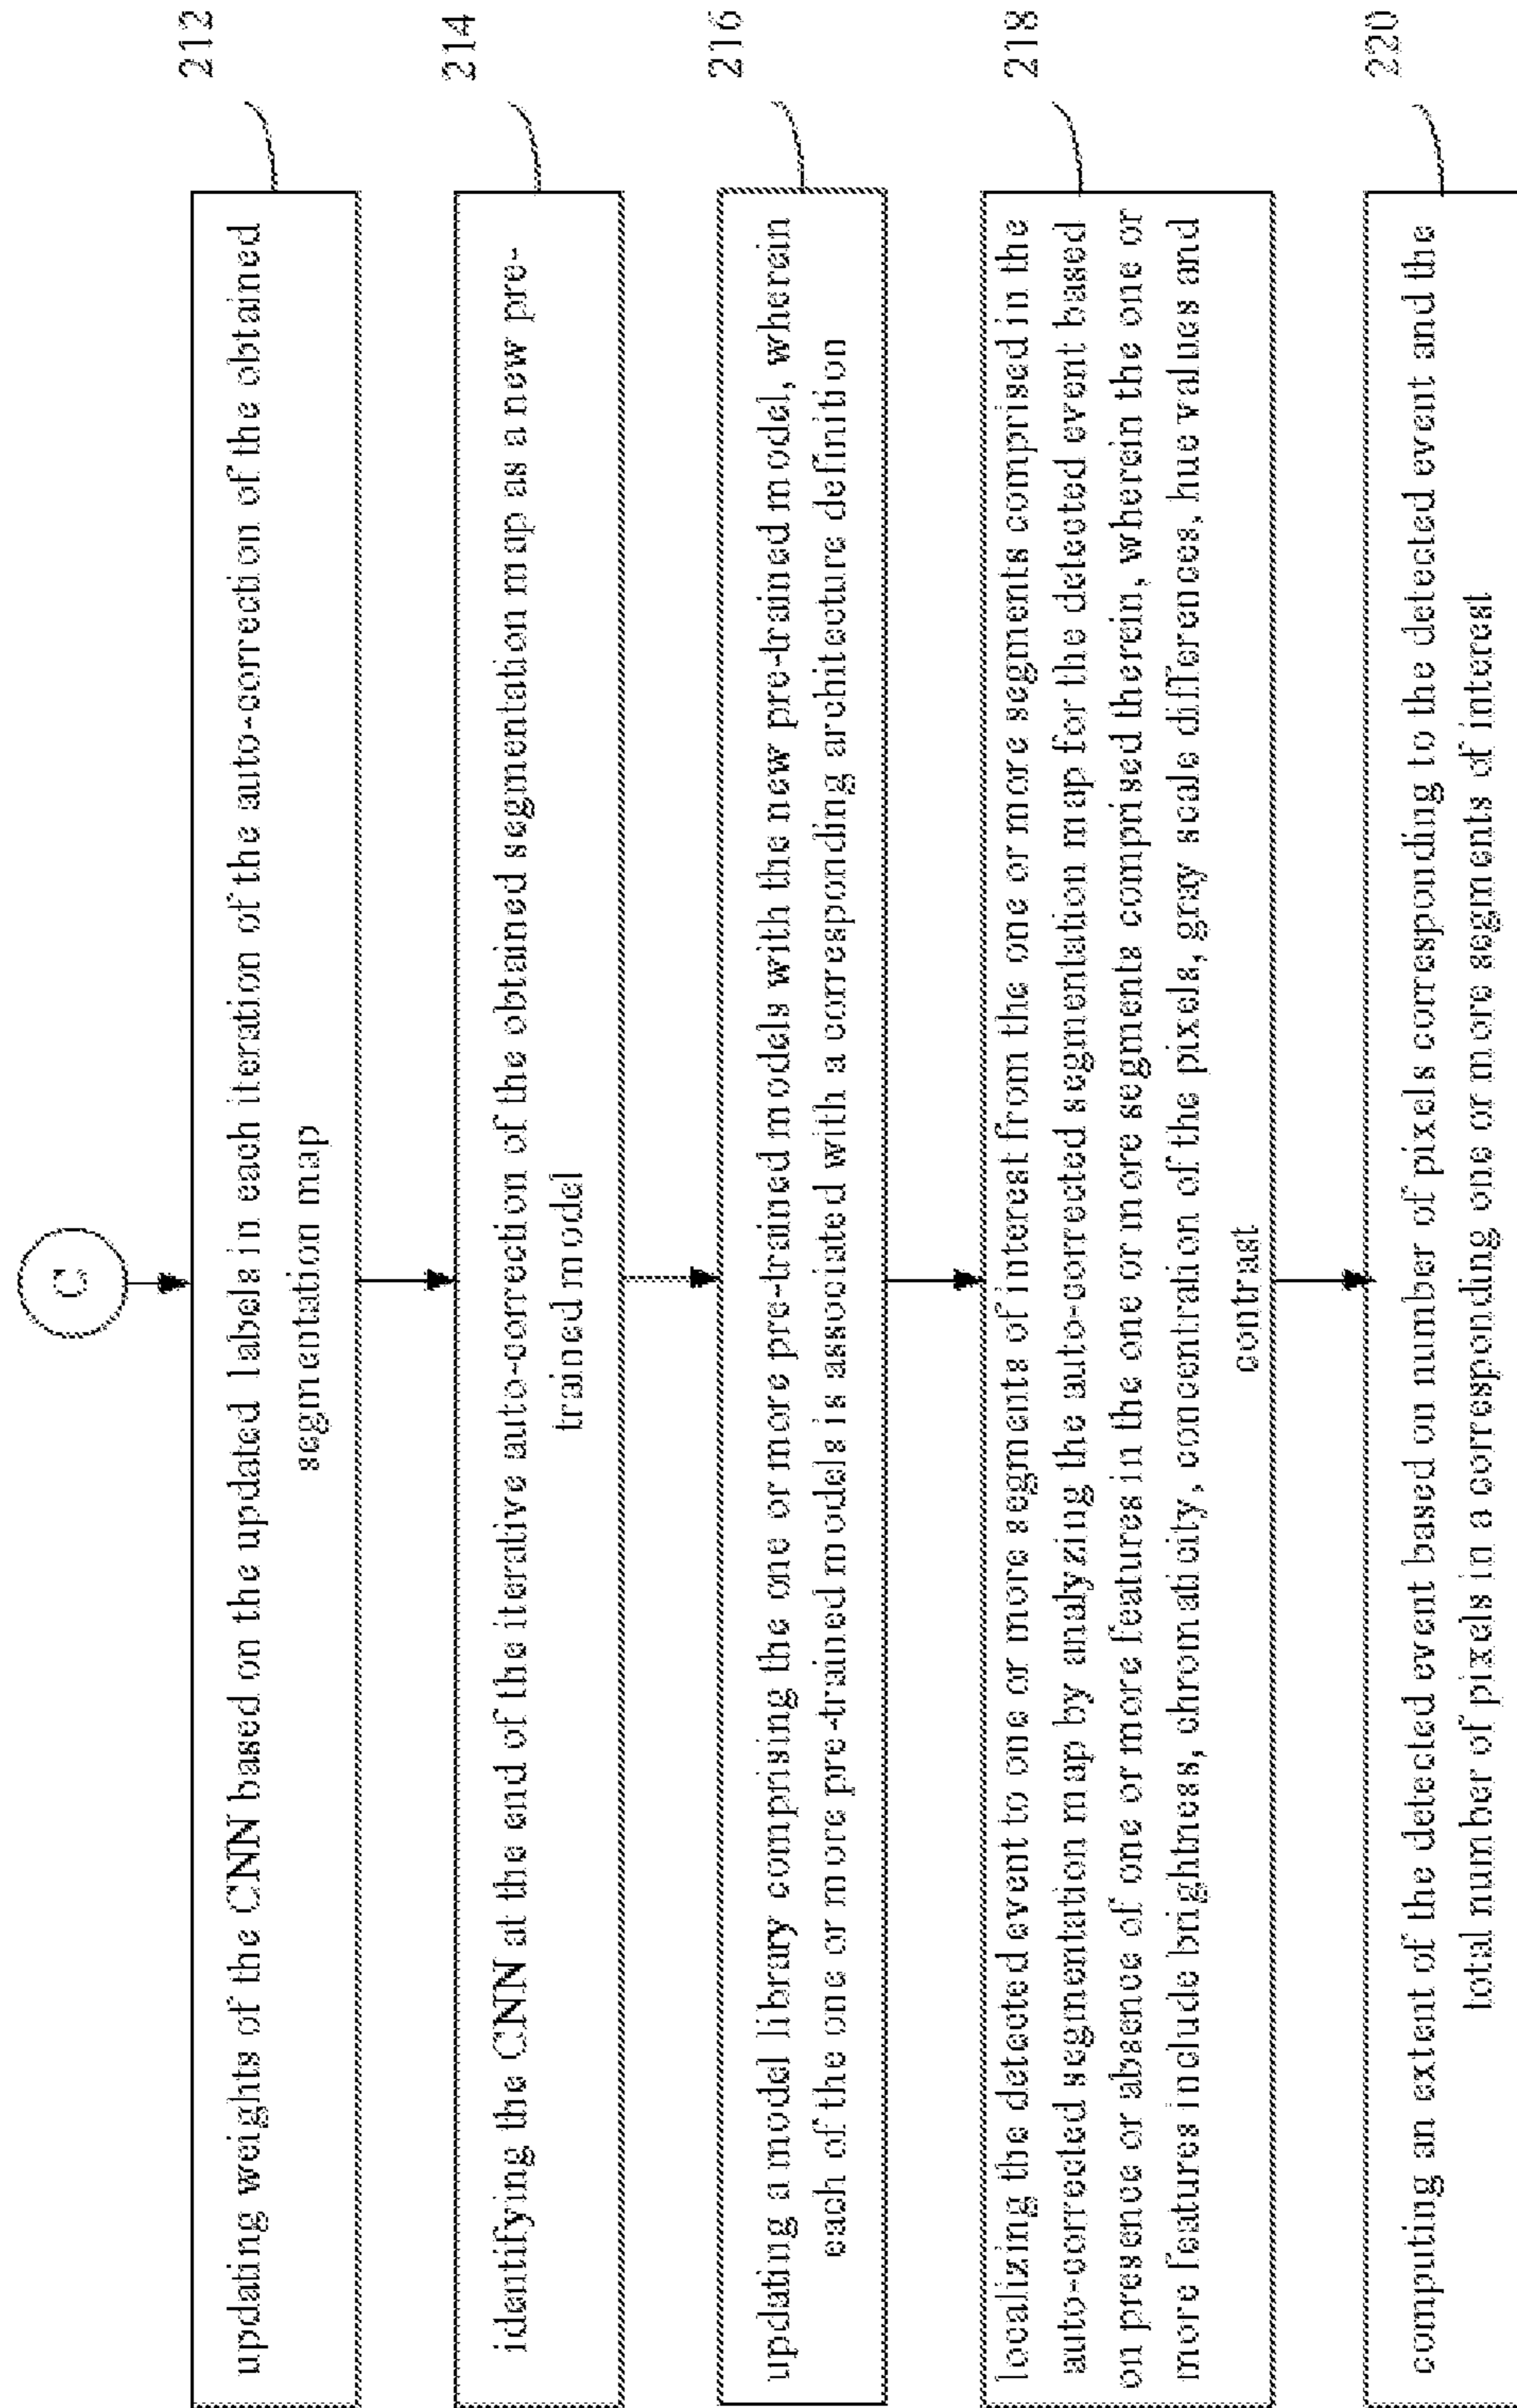 C
212
updating weights of the CNN based on the updated labels in each iteration of the auto-correction of the obtained
segmentation map
214
identifying the CNN at the end of the iterative auto-correction of the obtained segmentation map as a new pre-
trained model
216
updating a model library comprising the one or more pre-trained models with the new pre-trained model, wherein
each of the one or more pre-trained models is associated with a corresponding architecture definition
218
localizing the detected event to one or more segments of interest from the one or more segments comprised in the
auto-corrected segmentation map by analyzing the auto-corrected segmentation map for the detected event based
on presence or absence of one or more features in the one or more segments comprised therein, wherein the one or
more features include brightness, chromaticity, concentration of the pixels, gray scale differences, hue values and
contrast
220
computing an extent of the detected event based on number of pixels corresponding to the detected event and the
total number of pixels in a corresponding one or more segments of interest